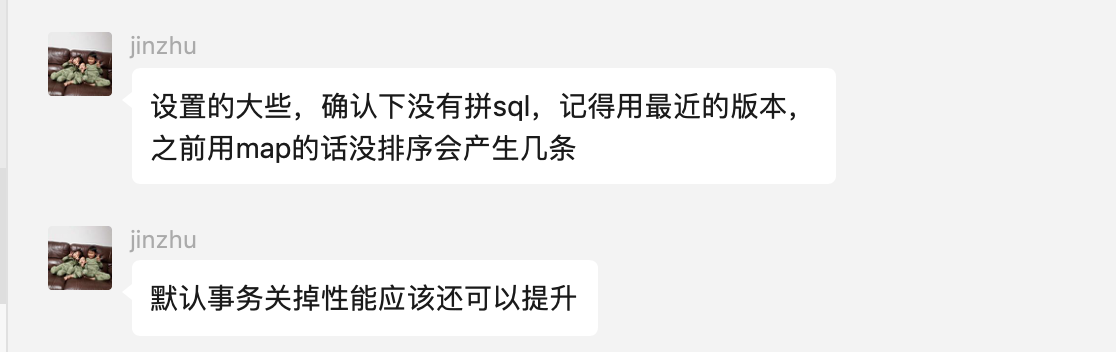 jinzhu
设置的大些，确认下没有拼sql，记得用最近的版本，
之前用map的话没排序会产生几条
jinzhu
默认事务关掉性能应该还可以提升